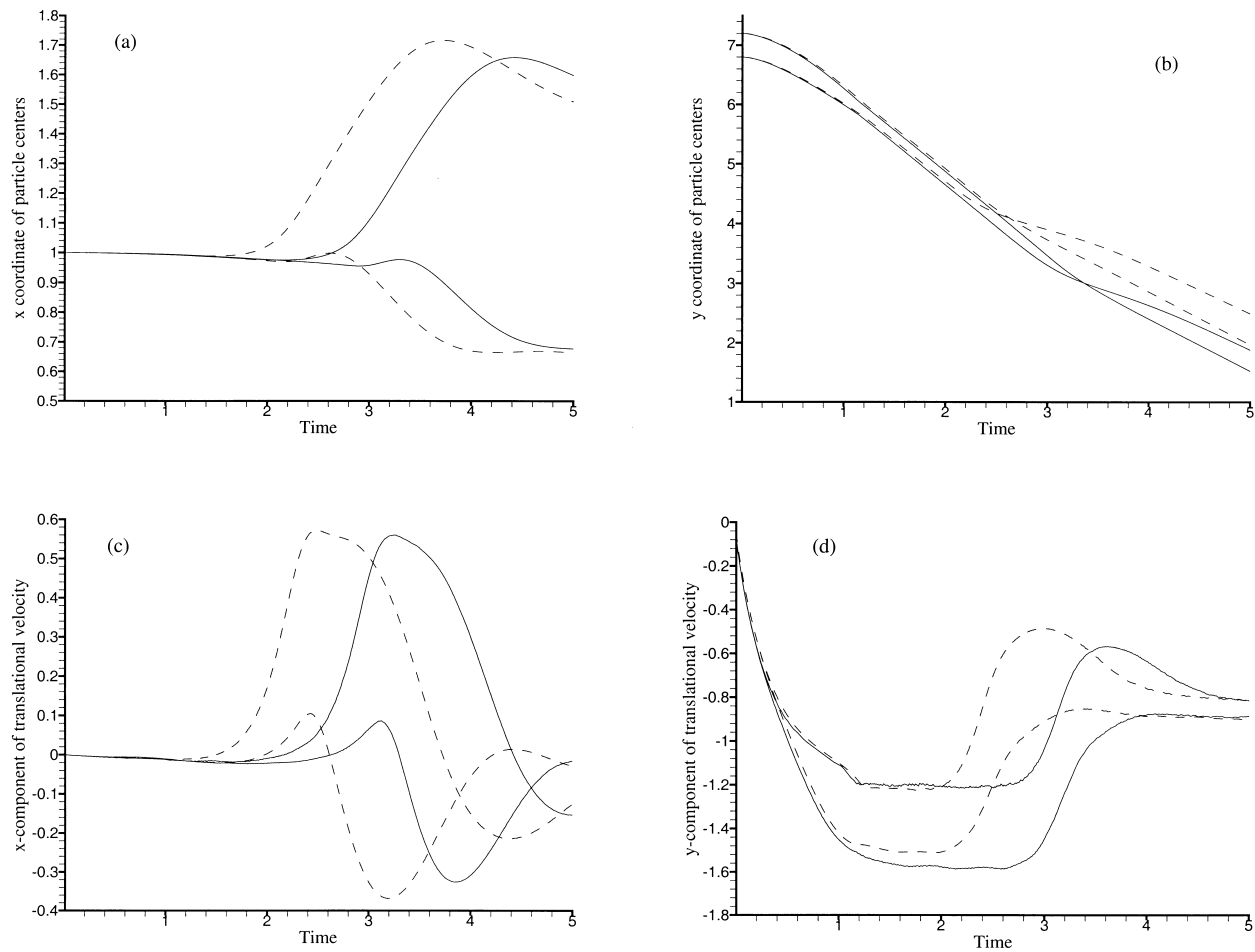 (a)
x coordinate of particle centers
1.8
1.7
1.6
1.5
1.4
1.3
1.2
1.1
1
0.9
0.8
0.7
0.6
0.5
1 2 3 4 5
Time
(b)
y coordinate of particle centers
7
6
5
4
3
2
1
1 2 3 4 5
Time
(c)
x-component of translational velocity
0.6
0.5
0.4
0.3
0.2
0.1
0
-0.1
-0.2
-0.3
-0.4
1 2 3 4 5
Time
(d)
y-component of translational velocity
0
-0.2
-0.4
-0.6
-0.8
-1
-1.2
-1.4
-1.6
-1.8
1 2 3 4 5
Time